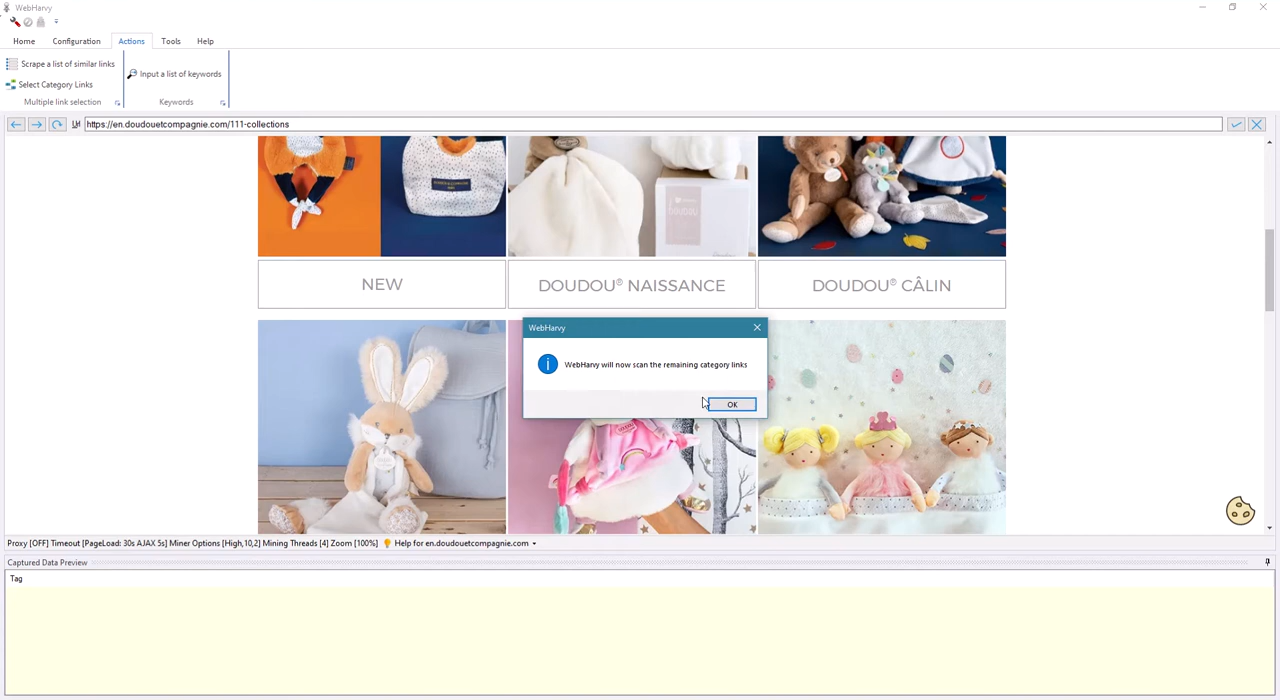 WebHarvy
Home Configuration Actions Tools Help
Scrape a list of similar links
Select Category Links
Input a list of keywords
Multiple link selection
Keywords
Url https://en.doudouetcompagnie.com/111-collections
NEW
DOUDOU® NAISSANCE
DOUDOU® CÂLIN
WebHarvy
WebHarvy will now scan the remaining category links
OK
Proxy [OFF] Timeout [PageLoad: 30s AJAX 5s] Miner Options [High,10,2] Mining Threads [4] Zoom [100%] Help for en.doudouetcompagnie.com
Captured Data Preview
Tag